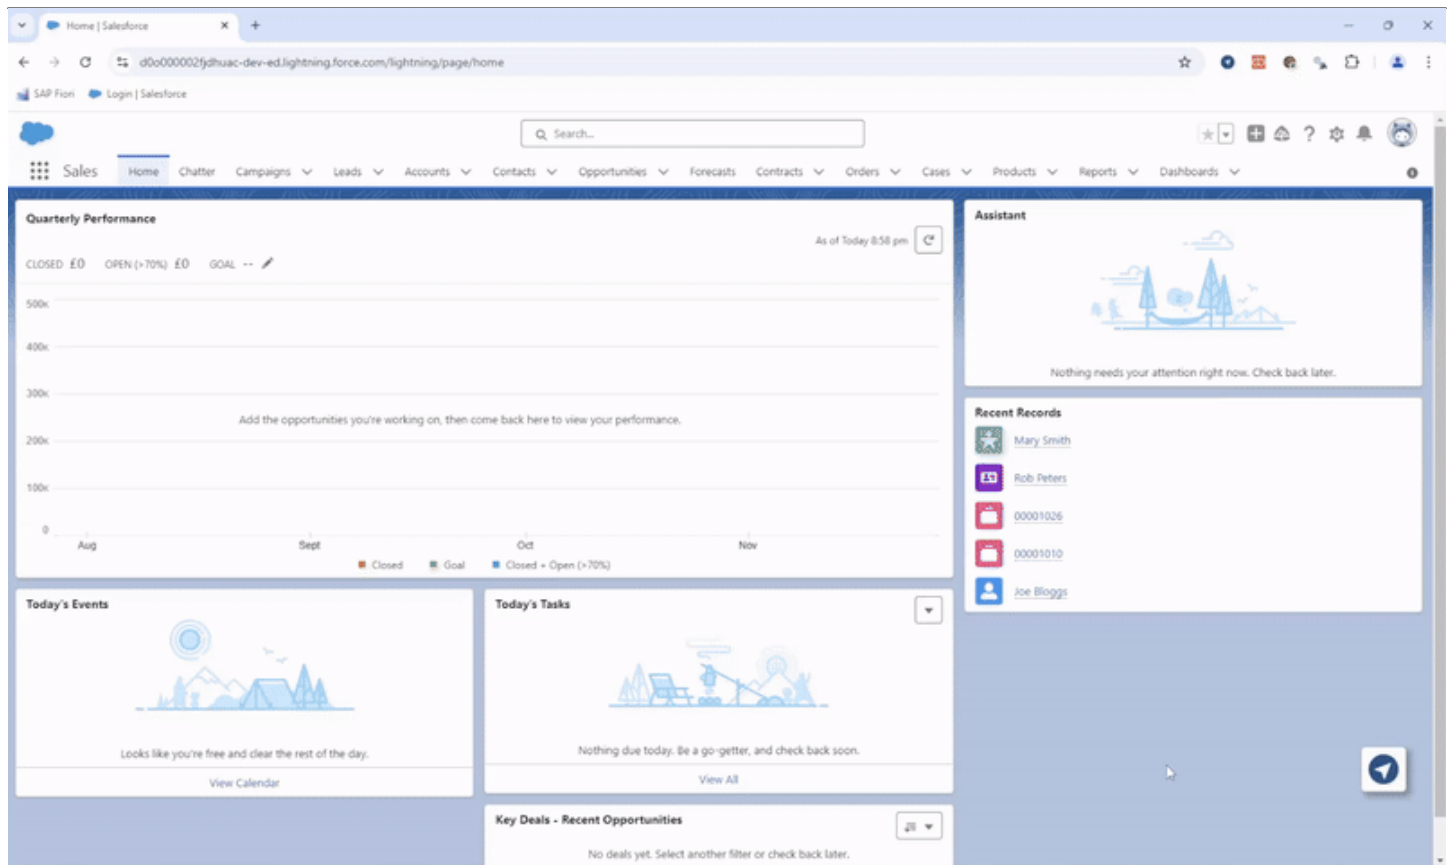 Home | Salesforce
d0o000002fjdhuac-dev-ed.lightning.force.com/lightning/page/home
SAP Fiori Login | Salesforce
Search...
Sales Home Chatter Campaigns Leads Accounts Contacts Opportunities Forecasts Contracts Orders Cases Products Reports Dashboards
Quarterly Performance
As of Today 8:58 pm
CLOSED £0 OPEN (>70%) £0 GOAL --
500K
400K
300K
Add the opportunities you're working on, then come back here to view your performance.
200K
100K
0
Aug Sept Oct Nov
Closed Goal Closed + Open (>70%)
Assistant
Nothing needs your attention right now. Check back later.
Recent Records
Mary Smith
Rob Peters
00001026
00001010
Joe Bloggs
Today's Events
Looks like you're free and clear the rest of the day.
View Calendar
Today's Tasks
Nothing due today. Be a go-getter, and check back soon.
View All
Key Deals - Recent Opportunities
No deals yet. Select another filter or check back later.